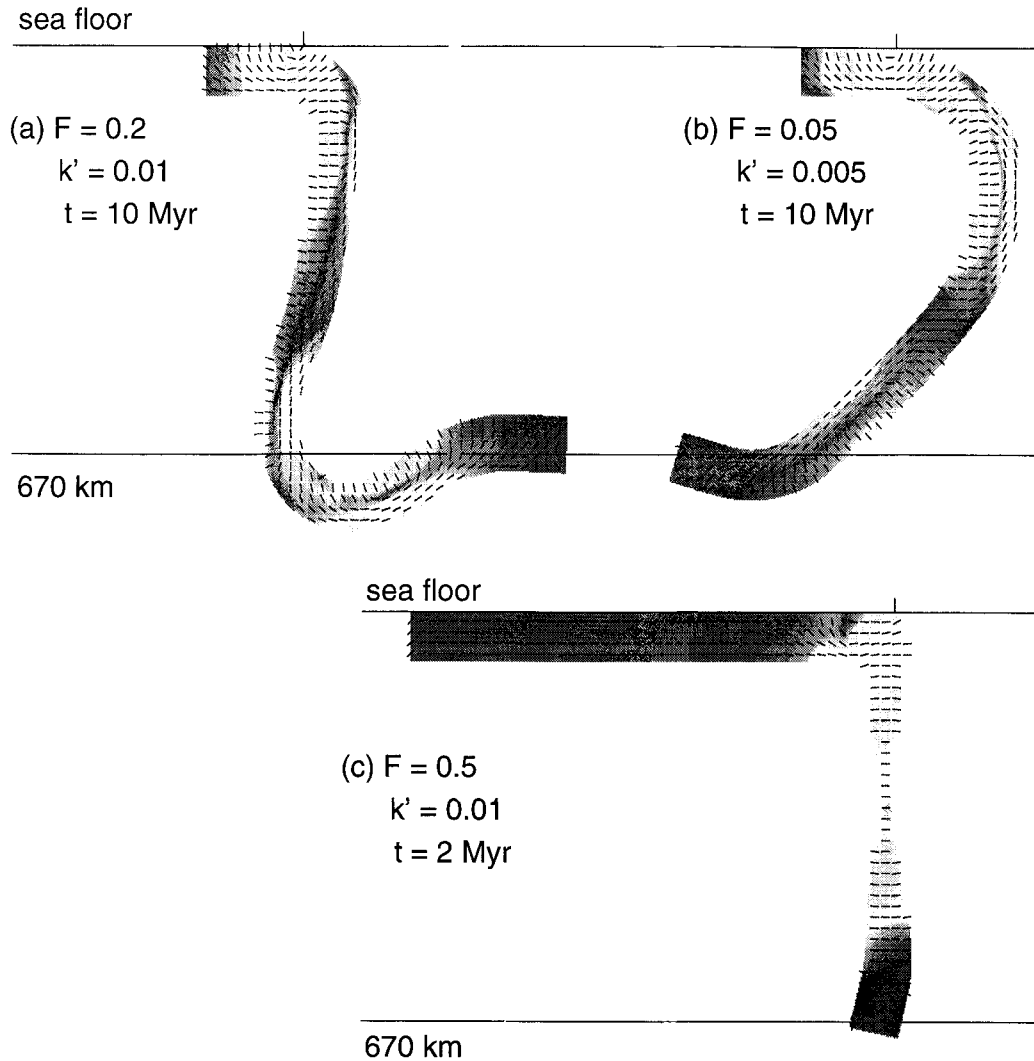 sea floor
(a) F = 0.2
k' = 0.01
t = 10 Myr
(b) F = 0.05
k' = 0.005
t = 10 Myr
670 km
sea floor
(c) F = 0.5
k' = 0.01
t = 2 Myr
670 km